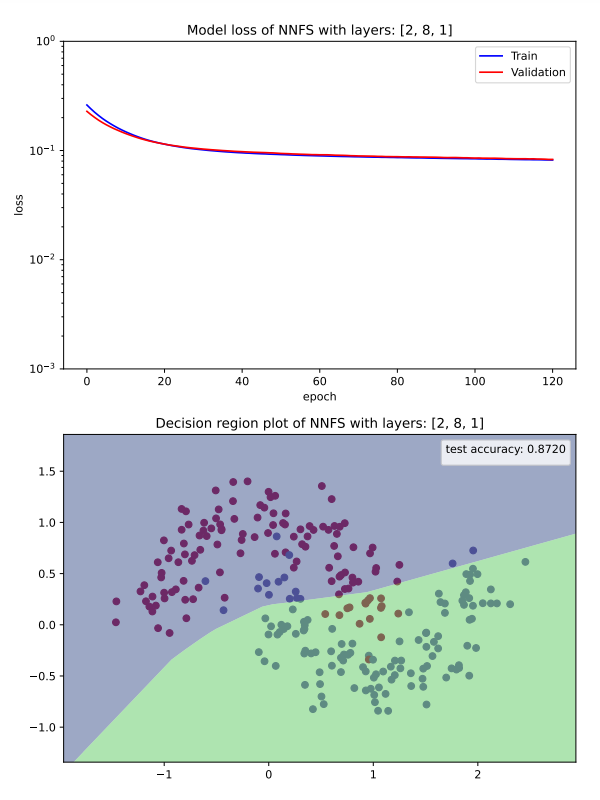 Model loss of NNFS with layers: [2, 8, 1]
10⁰
Train
Validation
10⁻¹
loss
10⁻²
10⁻³
0 20 40 60 80 100 120
epoch
Decision region plot of NNFS with layers: [2, 8, 1]
test accuracy: 0.8720
1.5
1.0
0.5
0.0
−0.5
−1.0
−1 0 1 2